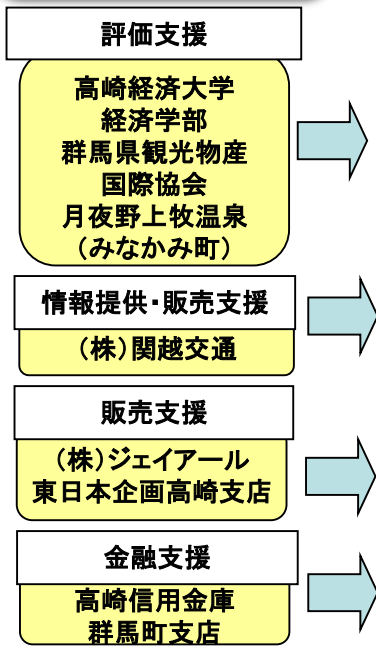 評価支援
高崎経済大学
経済学部
群馬県観光物産
国際協会
月夜野上牧温泉
（みなかみ町）
情報提供・販売支援
（株）関越交通
販売支援
（株）ジェイアール
東日本企画高崎支店
金融支援
高崎信用金庫
群馬町支店